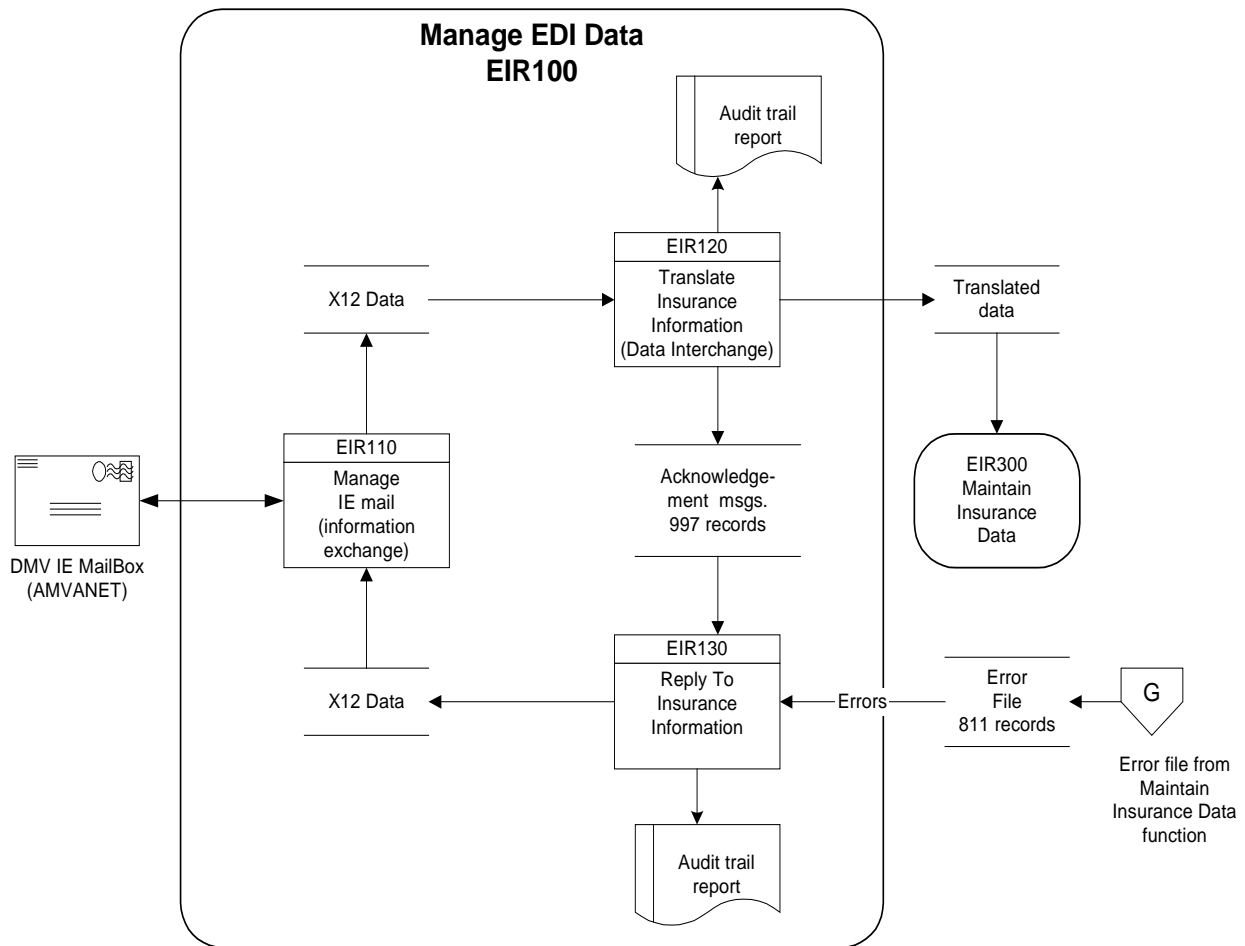 Manage EDI Data
EIR100
Audit trail
report
EIR120
Translate
Insurance
Information
(Data Interchange)
X12 Data
Translated
data
EIR110
Manage
IE mail
(information
exchange)
DMV IE MailBox
(AMVANET)
Acknowledge-
ment msgs.
997 records
EIR300
Maintain
Insurance
Data
EIR130
Reply To
Insurance
Information
X12 Data
Errors
Error
File
811 records
G
Error file from
Maintain
Insurance Data
function
Audit trail
report